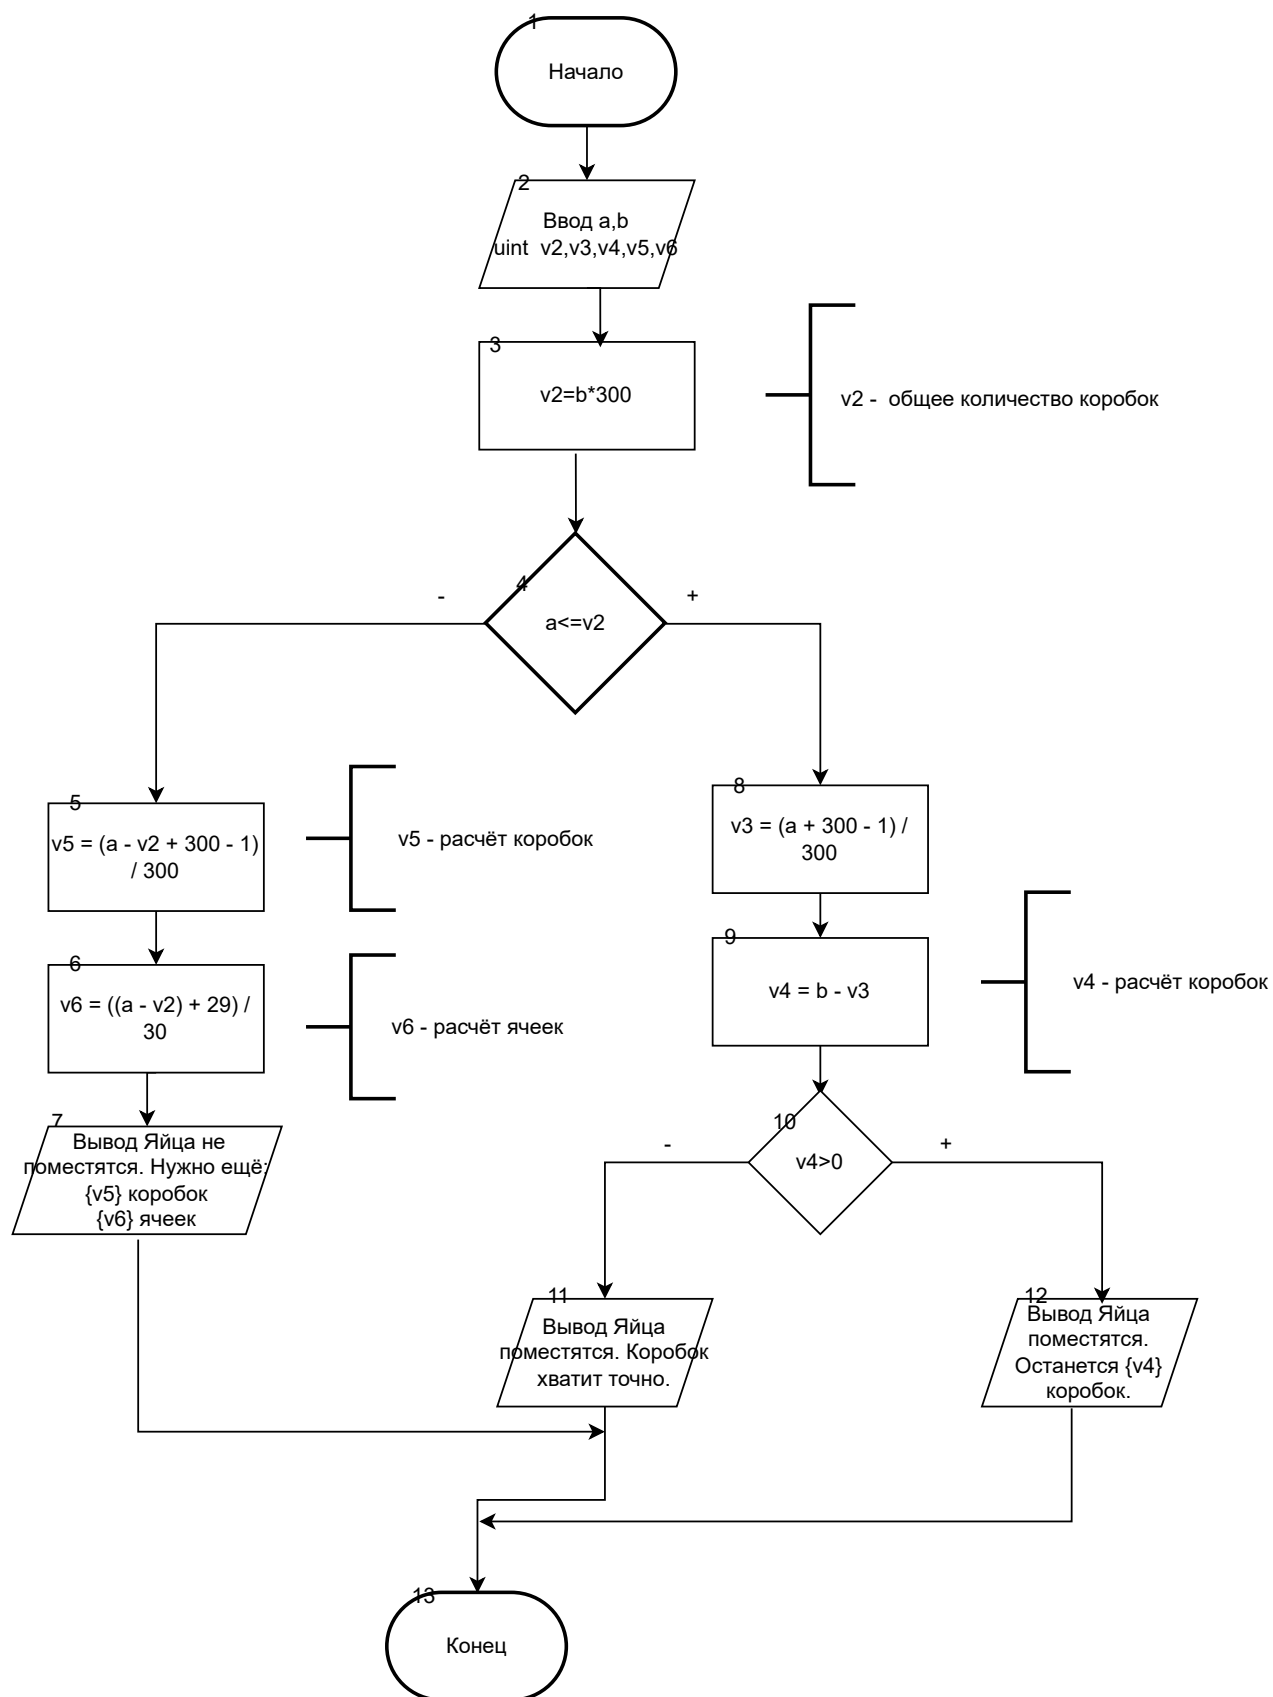 1
Начало
2
Ввод a,b
uint  v2,v3,v4,v5,v6
3
v2=b*300
v2 -  общее количество коробок
4
-
+
a<=v2
5
v5 = (a - v2 + 300 - 1)
/ 300
v5 - расчёт коробок
8
v3 = (a + 300 - 1) /
300
6
v6 = ((a - v2) + 29) /
30
v6 - расчёт ячеек
9
v4 = b - v3
v4 - расчёт коробок
7
Вывод Яйца не
поместятся. Нужно ещё:
{v5} коробок
{v6} ячеек
10
-
+
v4>0
11
Вывод Яйца
поместятся. Коробок
хватит точно.
12
Вывод Яйца
поместятся.
Останется {v4}
коробок.
13
Конец